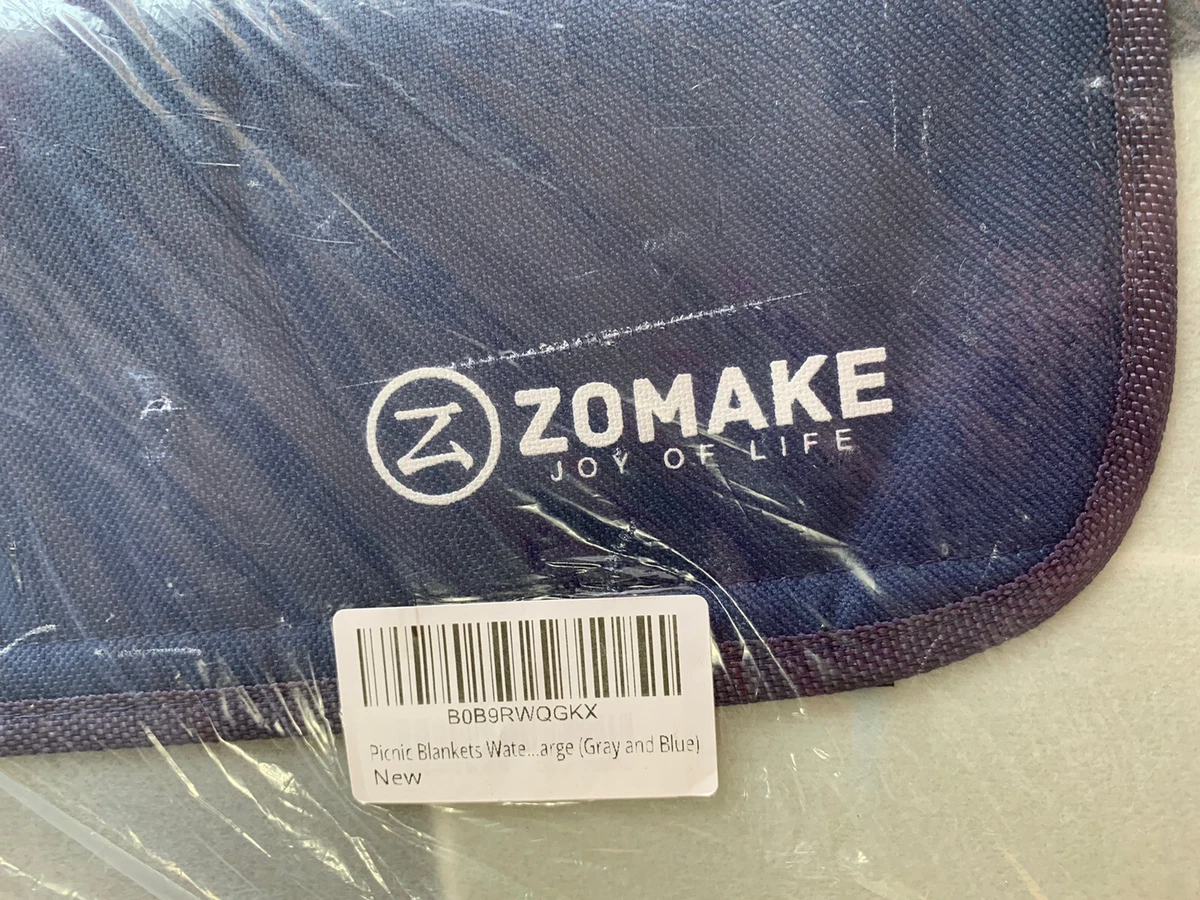 Z
ZOMAKE
JOY OF LIFE
B0B9RWQGKX
Picnic Blankets Wate...arge (Gray and Blue)
New